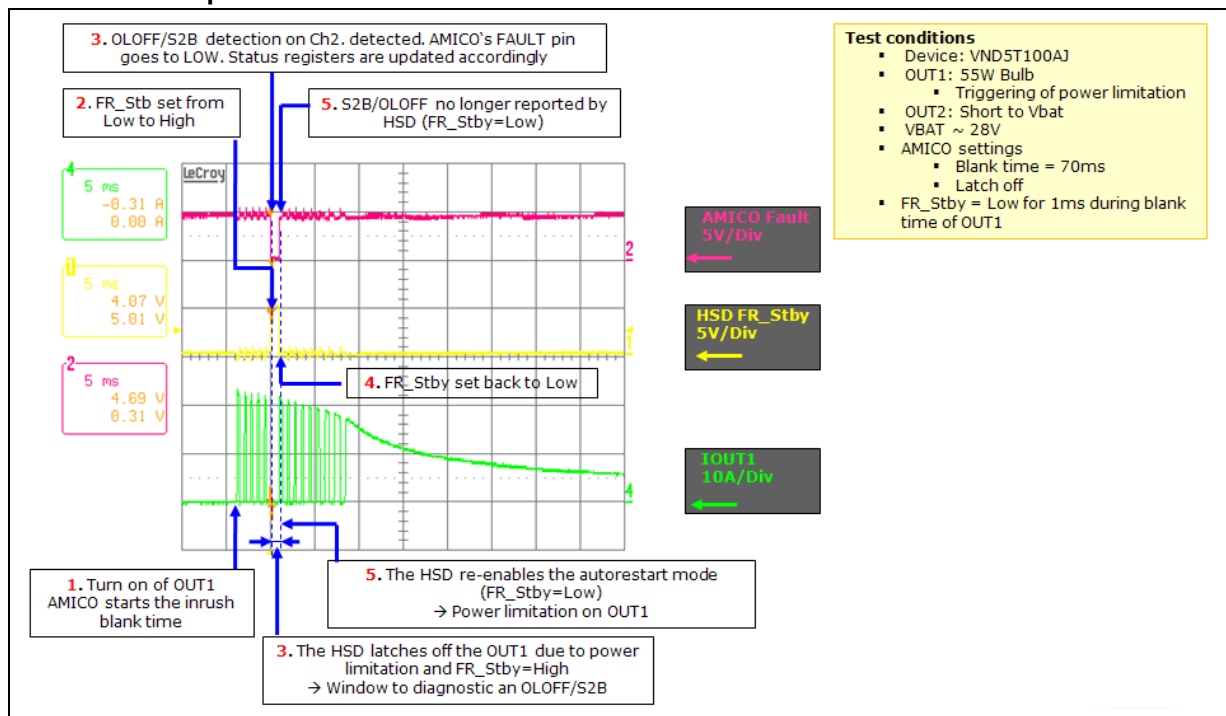 3. OLOFF/S2B detection on Ch2. detected. AMICO's FAULT pin
goes to LOW. Status registers are updated accordingly
2. FR_Stb set from
Low to High
5. S2B/OLOFF no longer reported by
HSD (FR_Stby=Low)
Test conditions
▪ Device: VND5T100AJ
▪ OUT1: 55W Bulb
▪ Triggering of power limitation
▪ OUT2: Short to Vbat
▪ VBAT ~ 28V
▪ AMICO settings
▪ Blank time = 70ms
▪ Latch off
▪ FR_Stby = Low for 1ms during blank
time of OUT1
LeCroy
4
5 ms
-0.31 A
0.00 A
1
5 ms
4.07 V
5.01 V
2
5 ms
4.69 V
0.31 V
2
1
4
AMICO Fault
5V/Div
HSD FR_Stby
5V/Div
4. FR_Stby set back to Low
IOUT1
10A/Div
1. Turn on of OUT1
AMICO starts the inrush
blank time
5. The HSD re-enables the autorestart mode
(FR_Stby=Low)
→ Power limitation on OUT1
3. The HSD latches off the OUT1 due to power
limitation and FR_Stby=High
→ Window to diagnostic an OLOFF/S2B